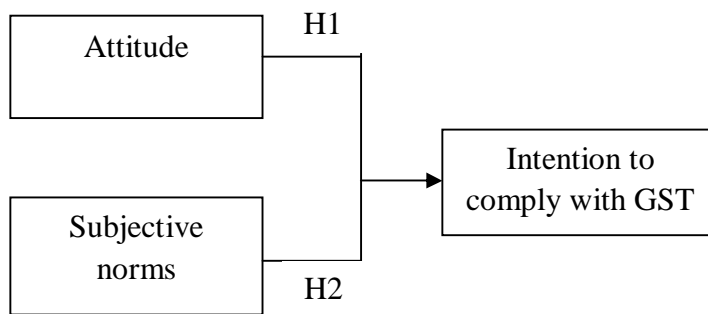 H1
Attitude
Intention to
comply with GST
Subjective
norms
H2